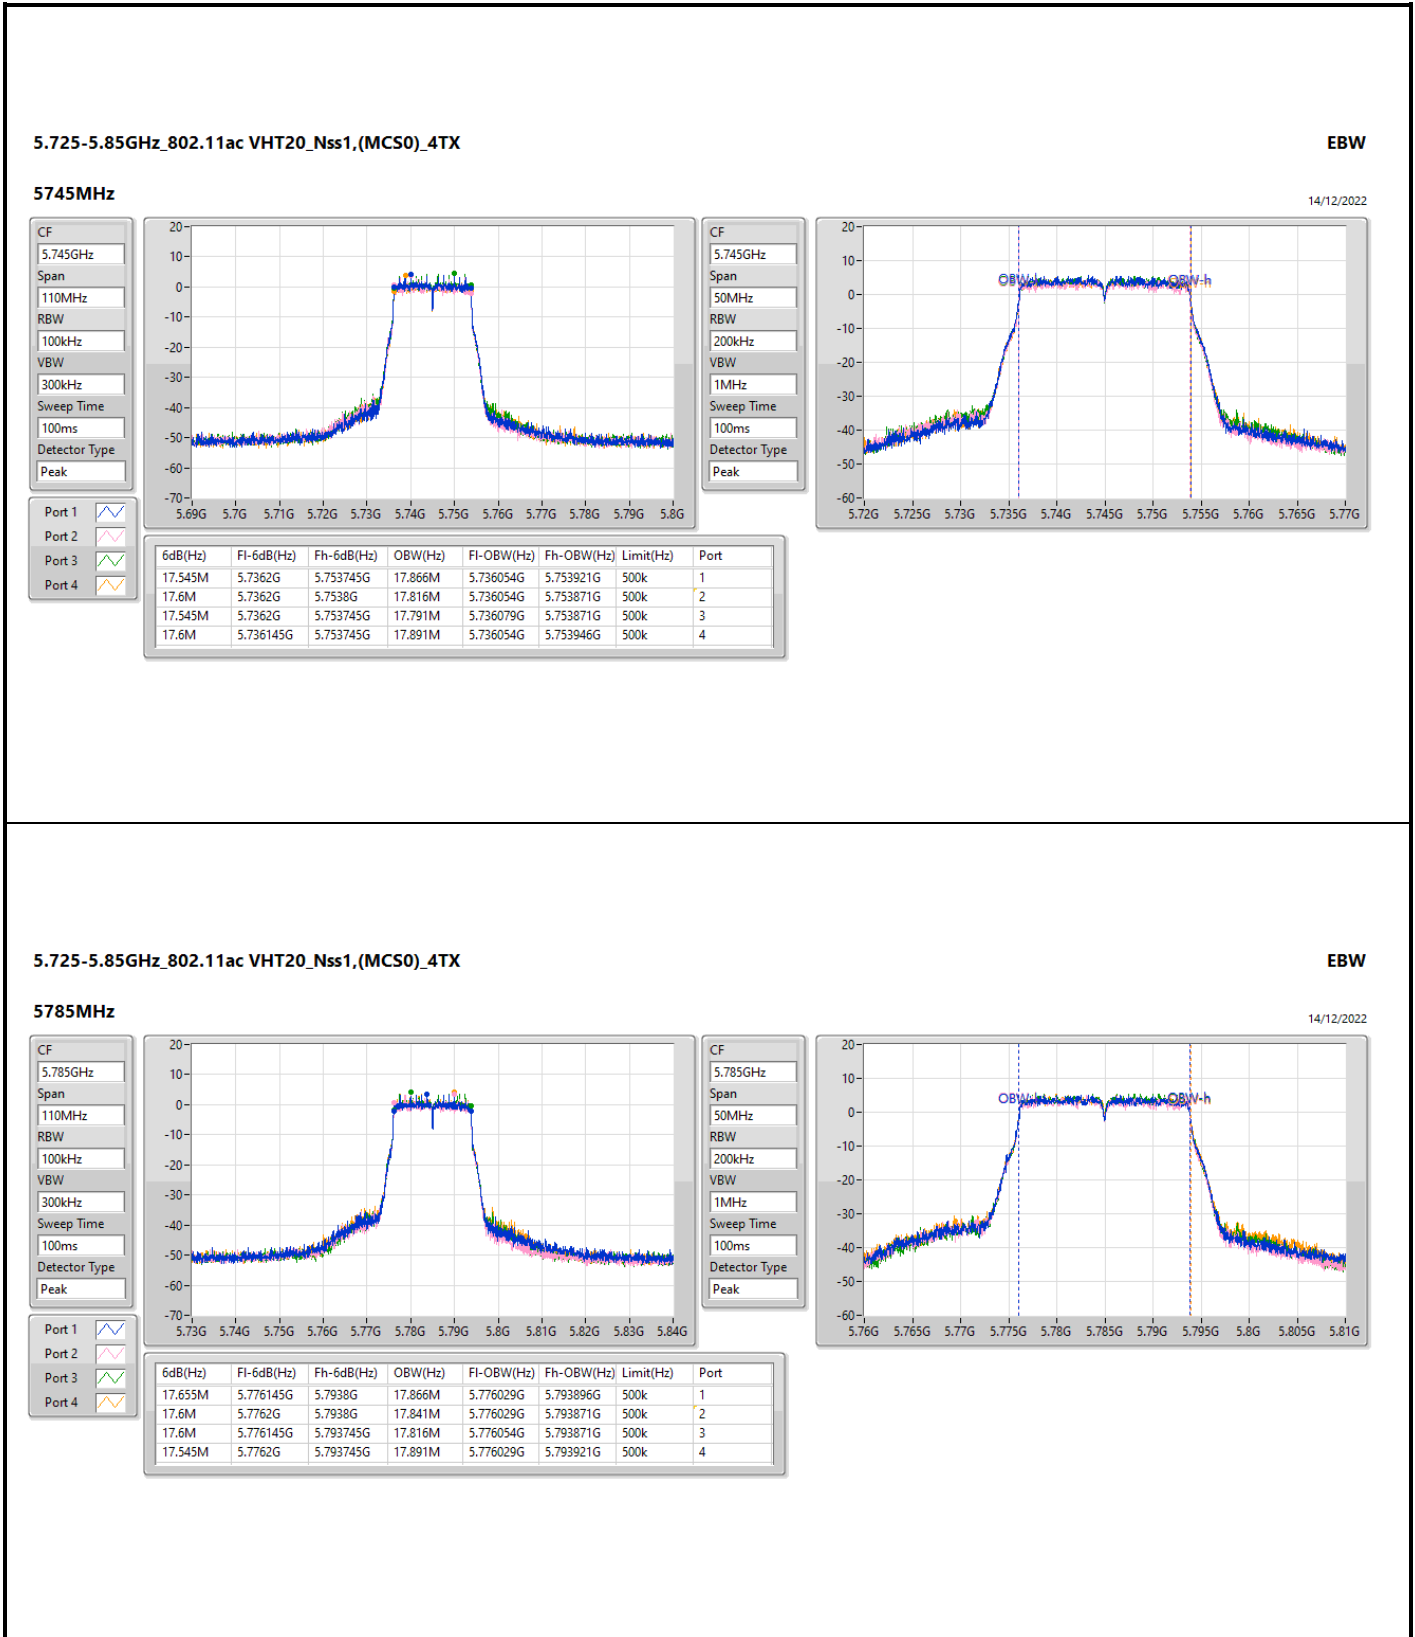 5.725-5.85GHz_802.11ac VHT20_Nss1,(MCS0)_4TX EBW
5745MHz 14/12/2022
CF
5.745GHz
Span
110MHz
RBW
100kHz
VBW
300kHz
Sweep Time
100ms
Detector Type
Peak
Port 1
Port 2
Port 3
Port 4
20
10
0
-10
-20
-30
-40
-50
-60
-70
5.69G 5.7G 5.71G 5.72G 5.73G 5.74G 5.75G 5.76G 5.77G 5.78G 5.79G 5.8G
CF
5.745GHz
Span
50MHz
RBW
200kHz
VBW
1MHz
Sweep Time
100ms
Detector Type
Peak
20
10
0
-10
-20
-30
-40
-50
-60
OBW OBW-h
5.72G 5.725G 5.73G 5.735G 5.74G 5.745G 5.75G 5.755G 5.76G 5.765G 5.77G
6dB(Hz) Fl-6dB(Hz) Fh-6dB(Hz) OBW(Hz) Fl-OBW(Hz) Fh-OBW(Hz) Limit(Hz) Port
17.545M 5.7362G 5.753745G 17.866M 5.736054G 5.753921G 500k 1
17.6M 5.7362G 5.7538G 17.816M 5.736054G 5.753871G 500k 2
17.545M 5.7362G 5.753745G 17.791M 5.736079G 5.753871G 500k 3
17.6M 5.736145G 5.753745G 17.891M 5.736054G 5.753946G 500k 4
5.725-5.85GHz_802.11ac VHT20_Nss1,(MCS0)_4TX EBW
5785MHz 14/12/2022
CF
5.785GHz
Span
110MHz
RBW
100kHz
VBW
300kHz
Sweep Time
100ms
Detector Type
Peak
Port 1
Port 2
Port 3
Port 4
20
10
0
-10
-20
-30
-40
-50
-60
-70
5.73G 5.74G 5.75G 5.76G 5.77G 5.78G 5.79G 5.8G 5.81G 5.82G 5.83G 5.84G
CF
5.785GHz
Span
50MHz
RBW
200kHz
VBW
1MHz
Sweep Time
100ms
Detector Type
Peak
20
10
0
-10
-20
-30
-40
-50
-60
OBW OBW-h
5.76G 5.765G 5.77G 5.775G 5.78G 5.785G 5.79G 5.795G 5.8G 5.805G 5.81G
6dB(Hz) Fl-6dB(Hz) Fh-6dB(Hz) OBW(Hz) Fl-OBW(Hz) Fh-OBW(Hz) Limit(Hz) Port
17.655M 5.776145G 5.7938G 17.866M 5.776029G 5.793896G 500k 1
17.6M 5.7762G 5.7938G 17.841M 5.776029G 5.793871G 500k 2
17.6M 5.776145G 5.793745G 17.816M 5.776054G 5.793871G 500k 3
17.545M 5.7762G 5.793745G 17.891M 5.776029G 5.793921G 500k 4